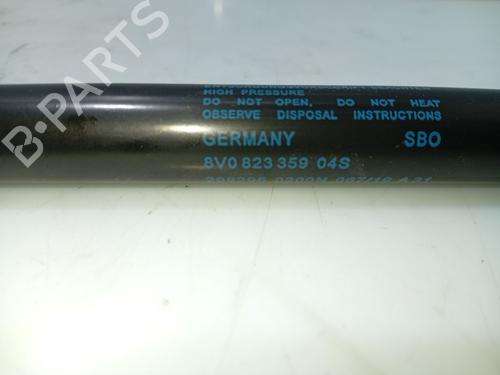 HIGH PRESSURE
DO NOT OPEN, DO NOT HEAT
OBSERVE DISPOSAL INSTRUCTIONS
GERMANY SBO
8V0 823 359 04S
B-PARTS